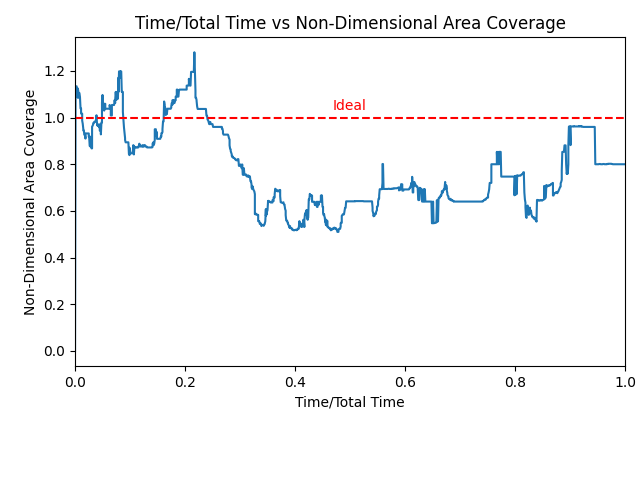 Time/Total Time vs Non-Dimensional Area Coverage
Non-Dimensional Area Coverage
1.2
1.0
0.8
0.6
0.4
0.2
0.0
Ideal
0.0 0.2 0.4 0.6 0.8 1.0
Time/Total Time